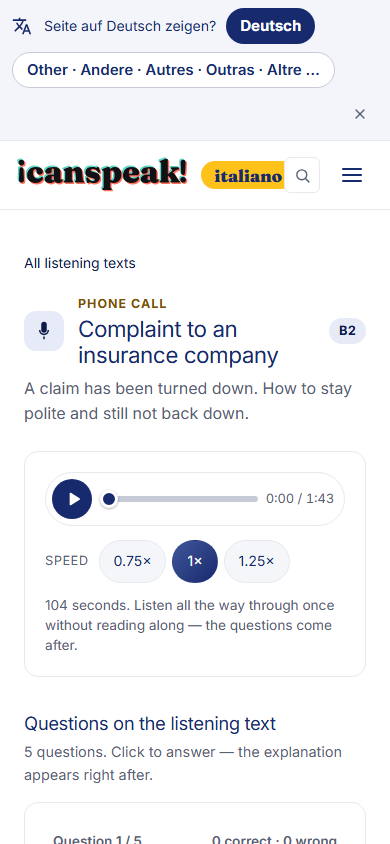 Seite auf Deutsch zeigen?
Deutsch
Other · Andere · Autres · Outras · Altre ...
icanspeak!
italiano
All listening texts
PHONE CALL
Complaint to an
insurance company
B2
A claim has been turned down. How to stay
polite and still not back down.
0:00 / 1:43
SPEED
0.75×
1×
1.25×
104 seconds. Listen all the way through once
without reading along — the questions come
after.
Questions on the listening text
5 questions. Click to answer — the explanation
appears right after.
Question 1 / 5
0 correct · 0 wrong